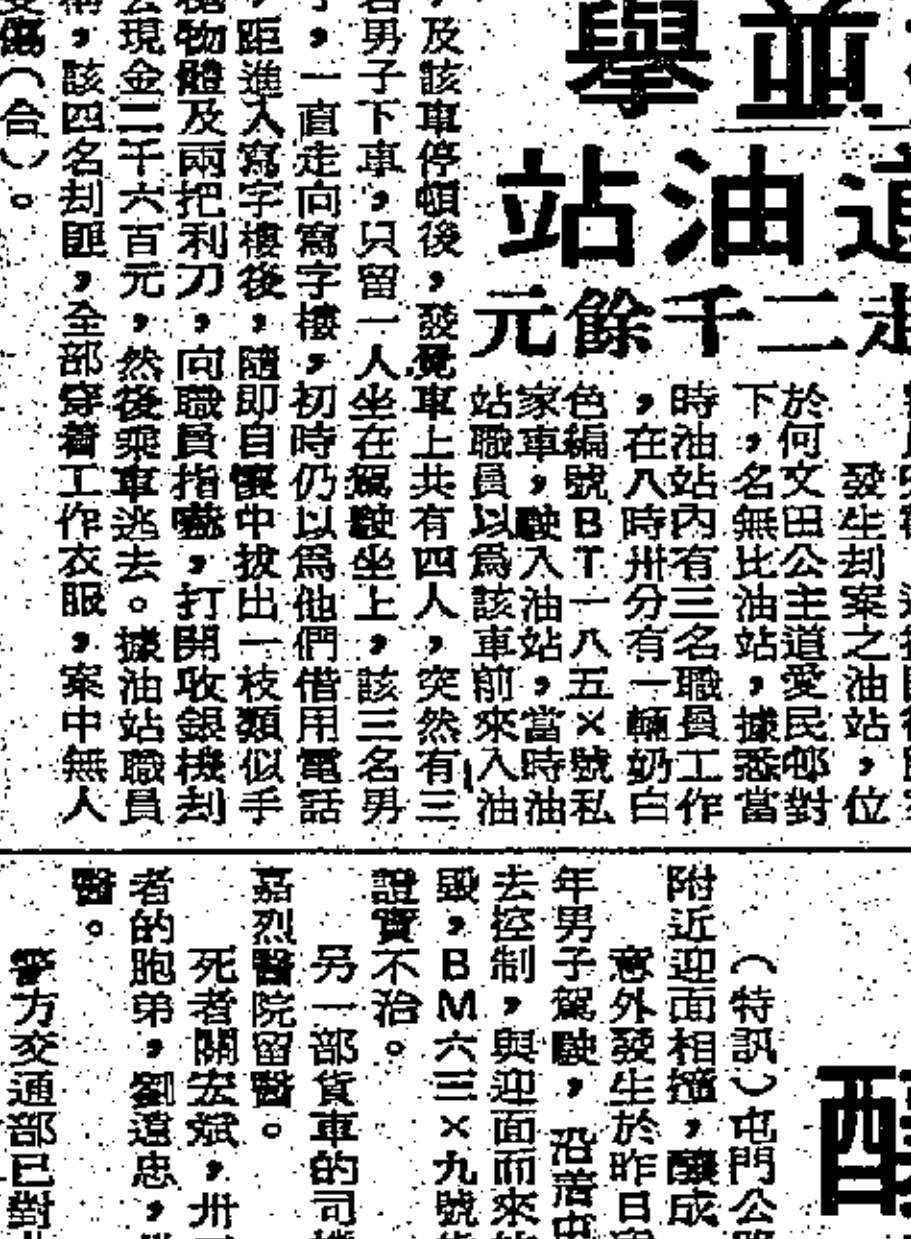 並舉
道油站
走二千餘元
發生刦案之油站,位
於何文田公主道愛民邨對
下,名無比油站,據悉當
時油站內有三名職員工作
,在八時卅分有一輛奶白
色編號BT一八五×號私
家車,駛入油站,當時油
站職員以為該車前來入油
,及該車停頓後,發覺車上共有四人,突然有三
名男子下車,只留一人坐在駕駛坐上,該三名男
,一直走向寫字樓,初時仍以為他們借用電話
,距進入寫字樓後,隨即自懷中拔出一枝類似手
槍物體及兩把利刀,向職員指嚇,打開收銀機刦
去現金二千六百元,然後乘車逃去。據油站職員
稱,該四名刦匪,全部穿着工作衣服,案中無人
受傷(合)。
(特訊)屯門公路
附近迎面相撞,釀成
意外發生於昨日
年男子駕駛,沿着屯
去控制,與迎面而來
毀,BM六三×九號
證實不治。
另一部貨車的司機
嘉烈醫院留醫。
死者關宏斌,卅
者的胞弟,劉遠忠,
醫。
警方交通部已對